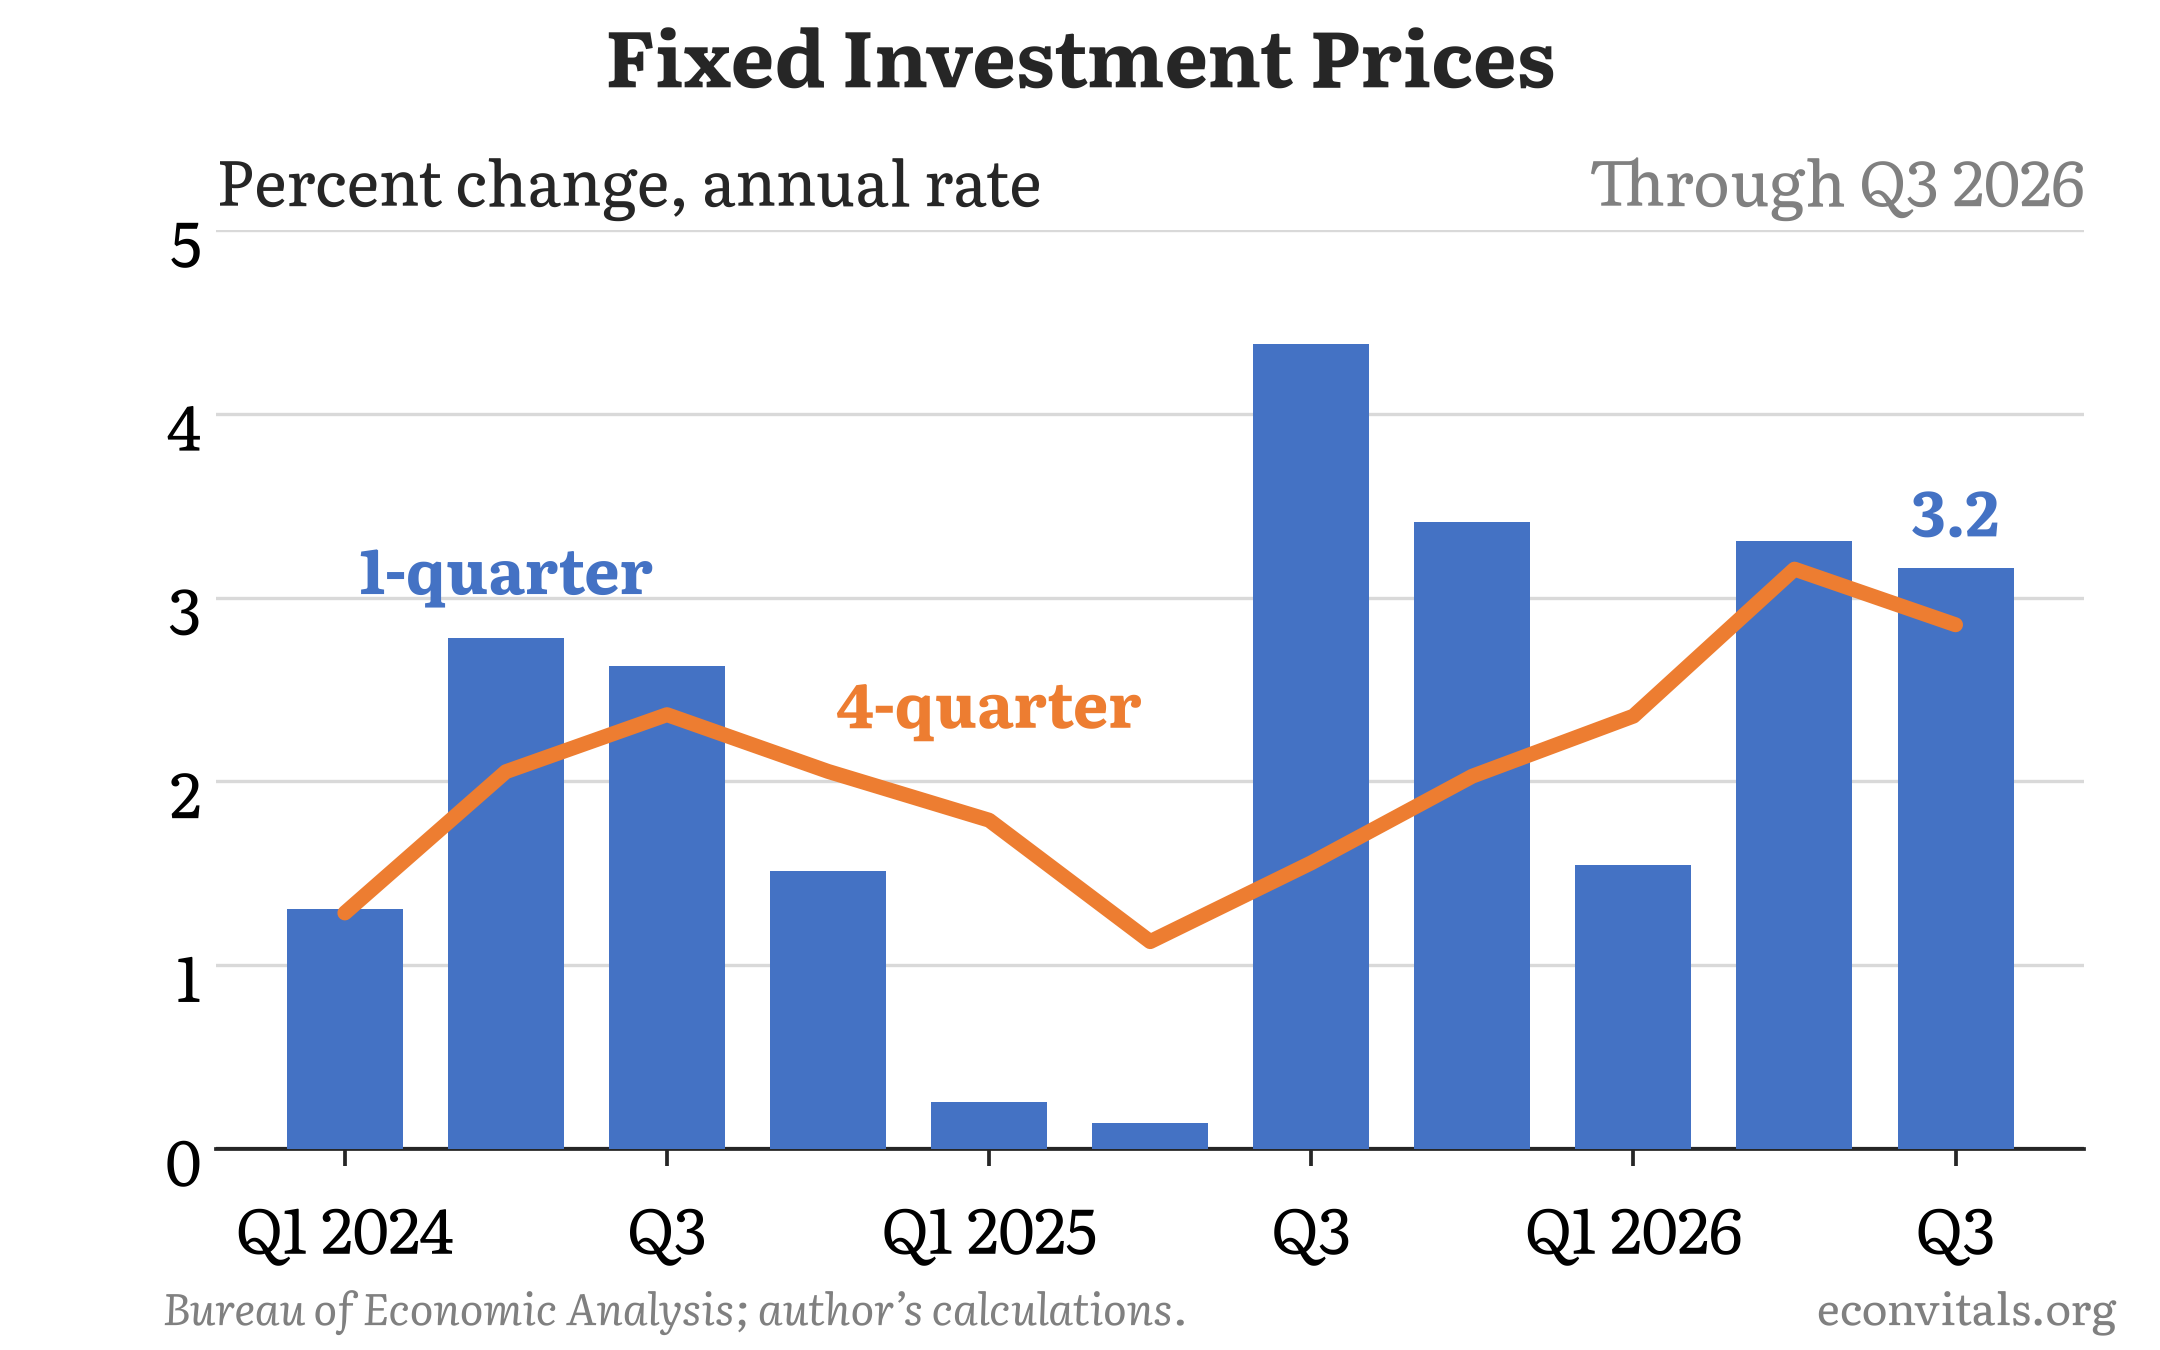 Fixed Investment Prices
Percent change, annual rate
Through Q3 2026
5
4
3
2
1
0
1-quarter
4-quarter
3.2
Q1 2024 Q3 Q1 2025 Q3 Q1 2026 Q3
Bureau of Economic Analysis; author's calculations.
econvitals.org